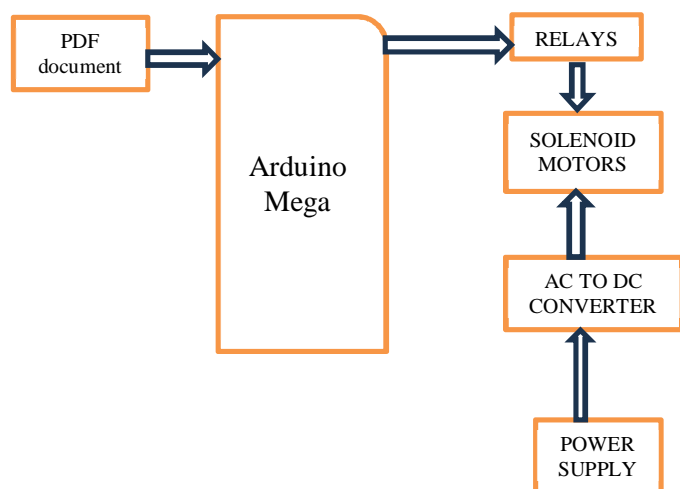 PDF
document
Arduino
Mega
RELAYS
SOLENOID
MOTORS
AC TO DC
CONVERTER
POWER
SUPPLY